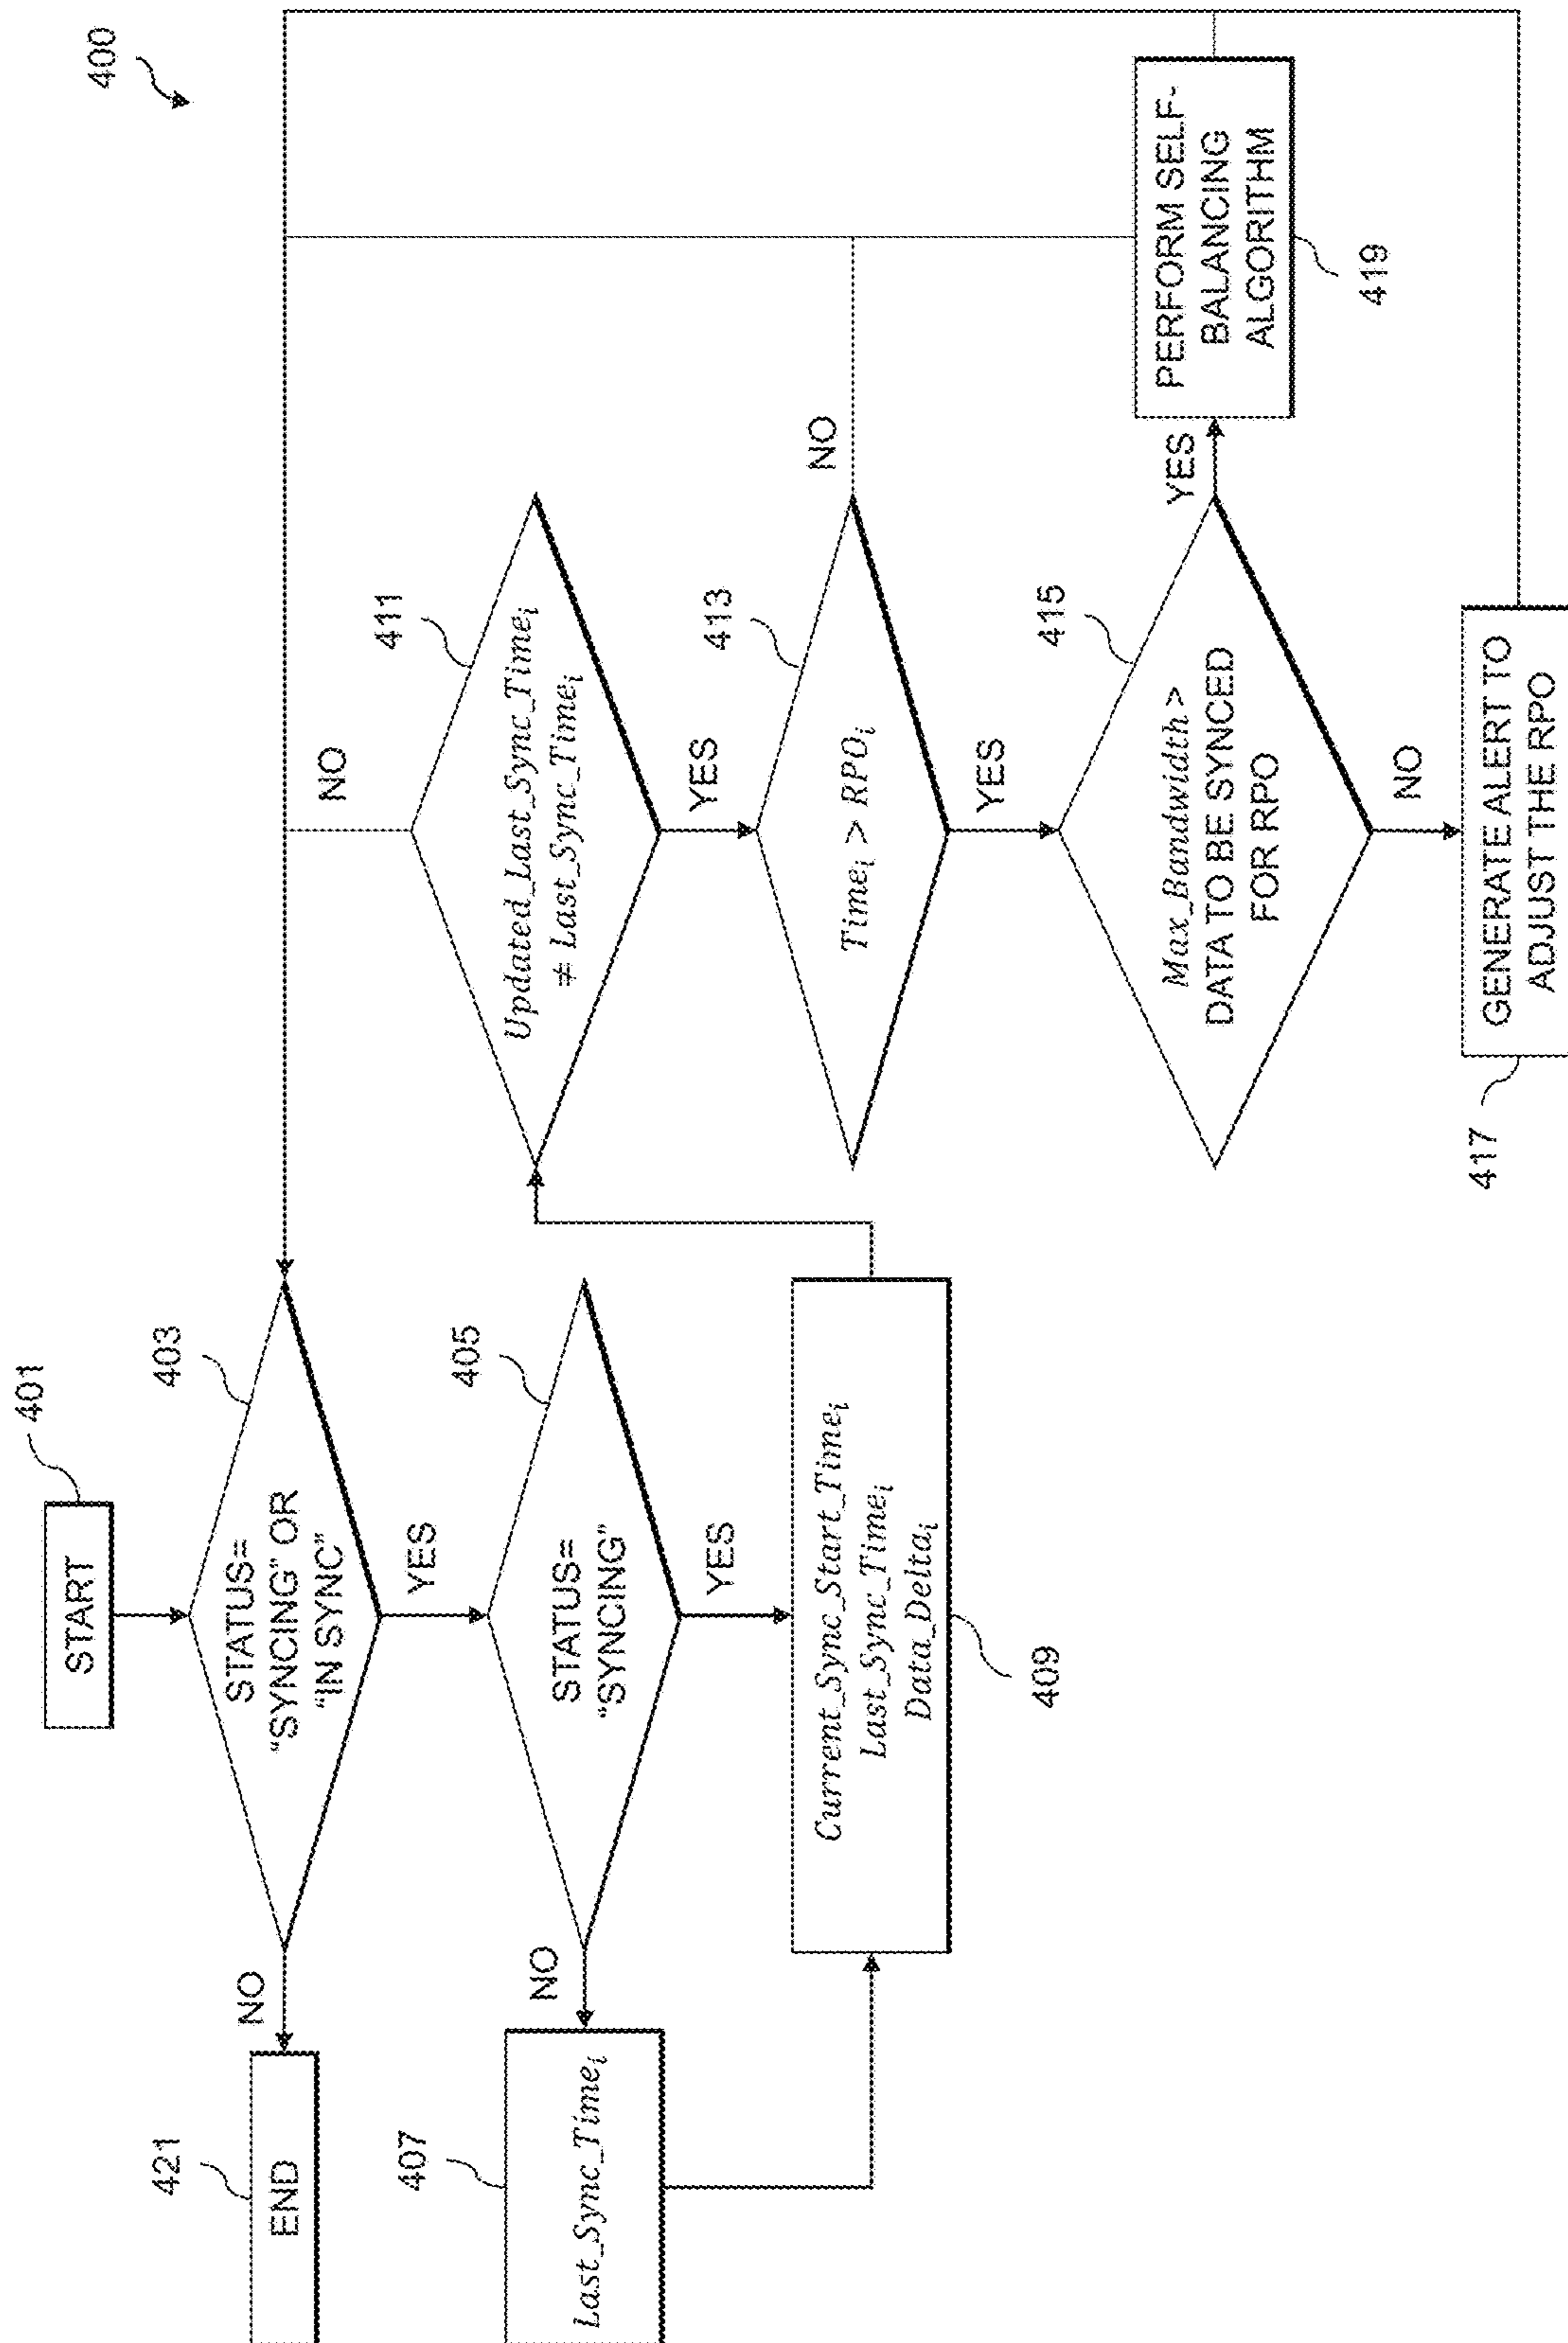 400
401
START
403
STATUS=
“SYNCING” OR
“IN SYNC”
NO
421
END
YES
405
STATUS=
“SYNCING”
NO
407
Last_Sync_Time_i
YES
Current_Sync_Start_Time_i
Last_Sync_Time_i
Data_Delta_i
409
411
Updated_Last_Sync_Time_i
≠ Last_Sync_Time_i
NO
YES
413
Time_i > RPO_i
NO
YES
415
Max_Bandwidth >
DATA TO BE SYNCED
FOR RPO
YES
PERFORM SELF-
BALANCING
ALGORITHM
419
NO
417
GENERATE ALERT TO
ADJUST THE RPO